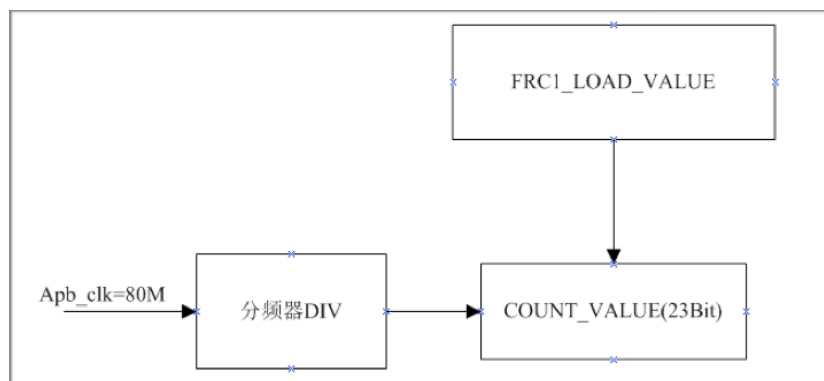 FRC1_LOAD_VALUE
Apb_clk=80M
分频器DIV
COUNT_VALUE(23Bit)